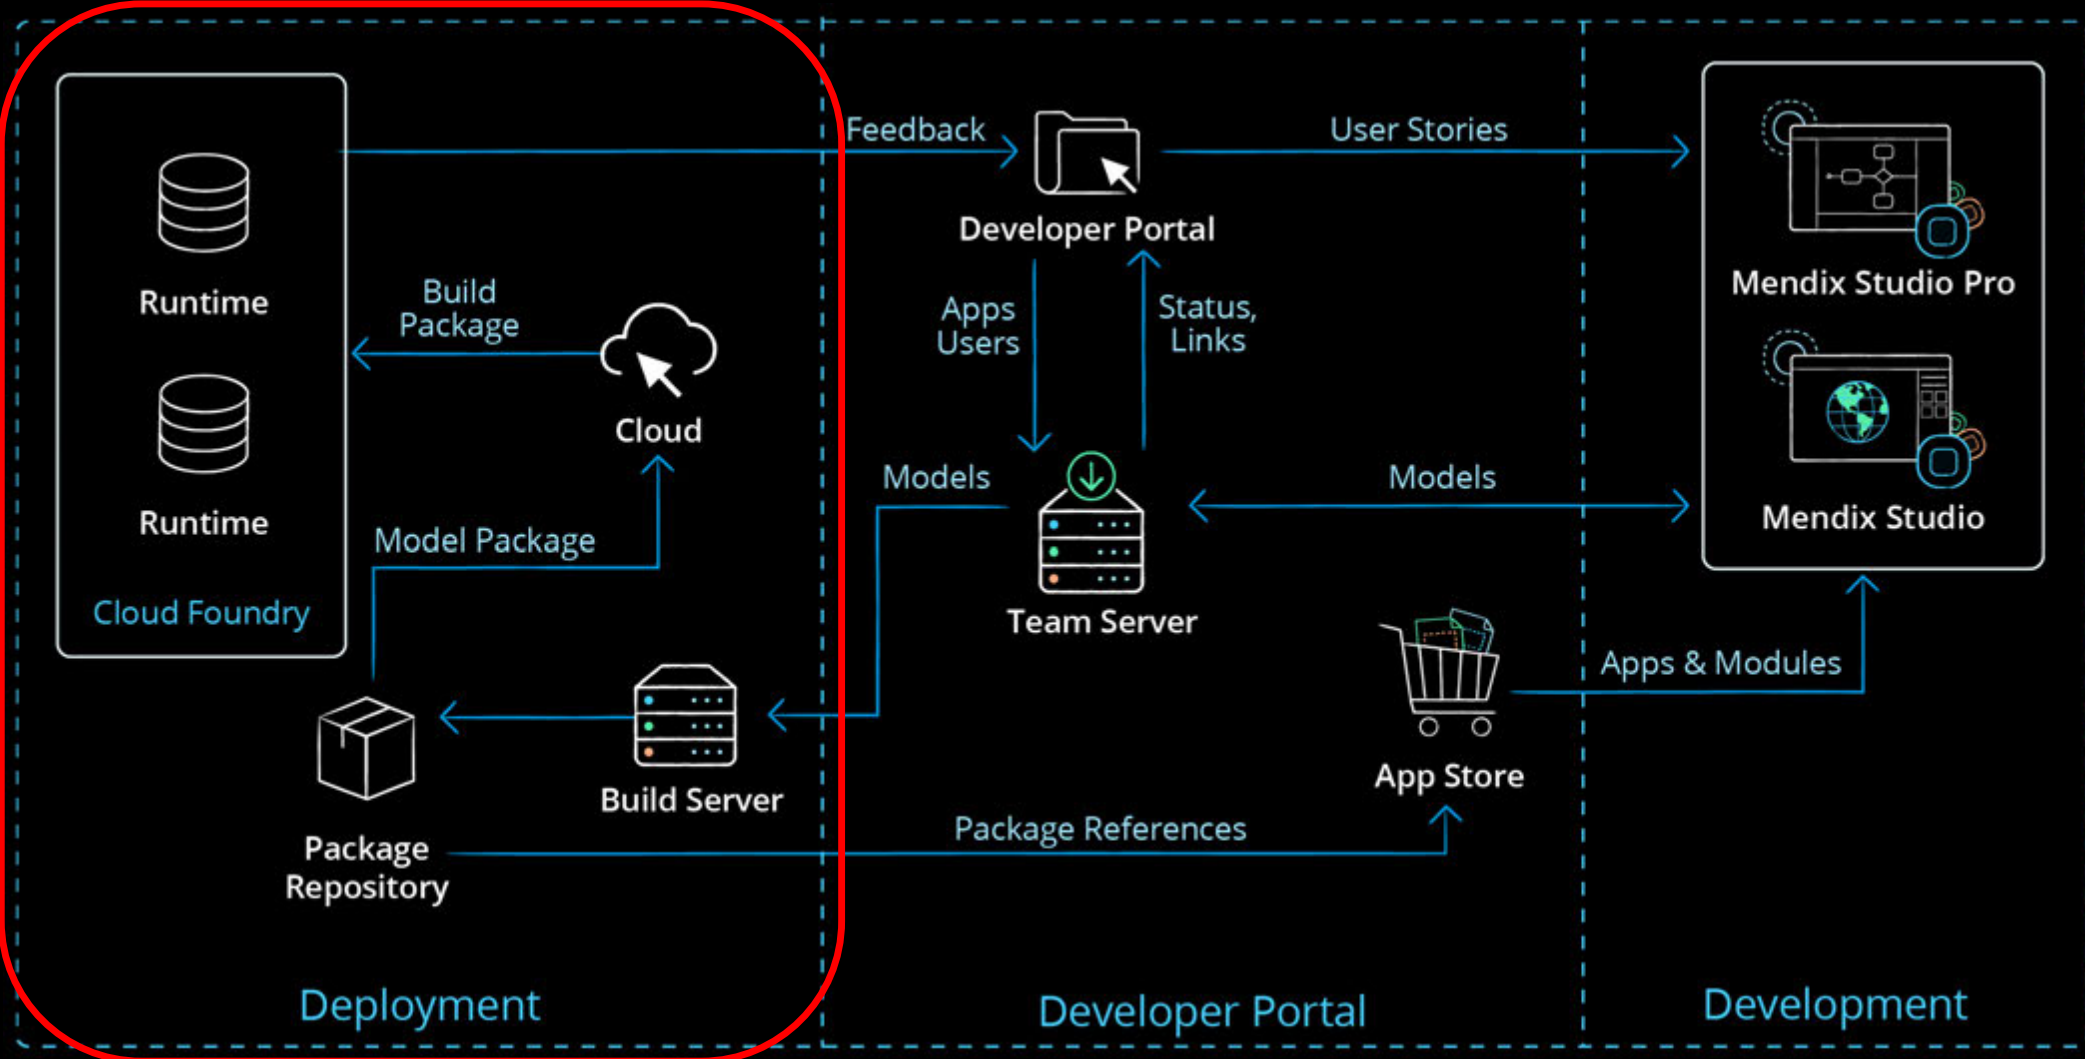 Feedback
User Stories
Developer Portal
Runtime
Build
Package
Apps
Users
Status,
Links
Mendix Studio Pro
Cloud
Models
Models
Runtime
Mendix Studio
Model Package
Cloud Foundry
Team Server
Apps & Modules
App Store
Build Server
Package References
Package
Repository
Deployment
Developer Portal
Development